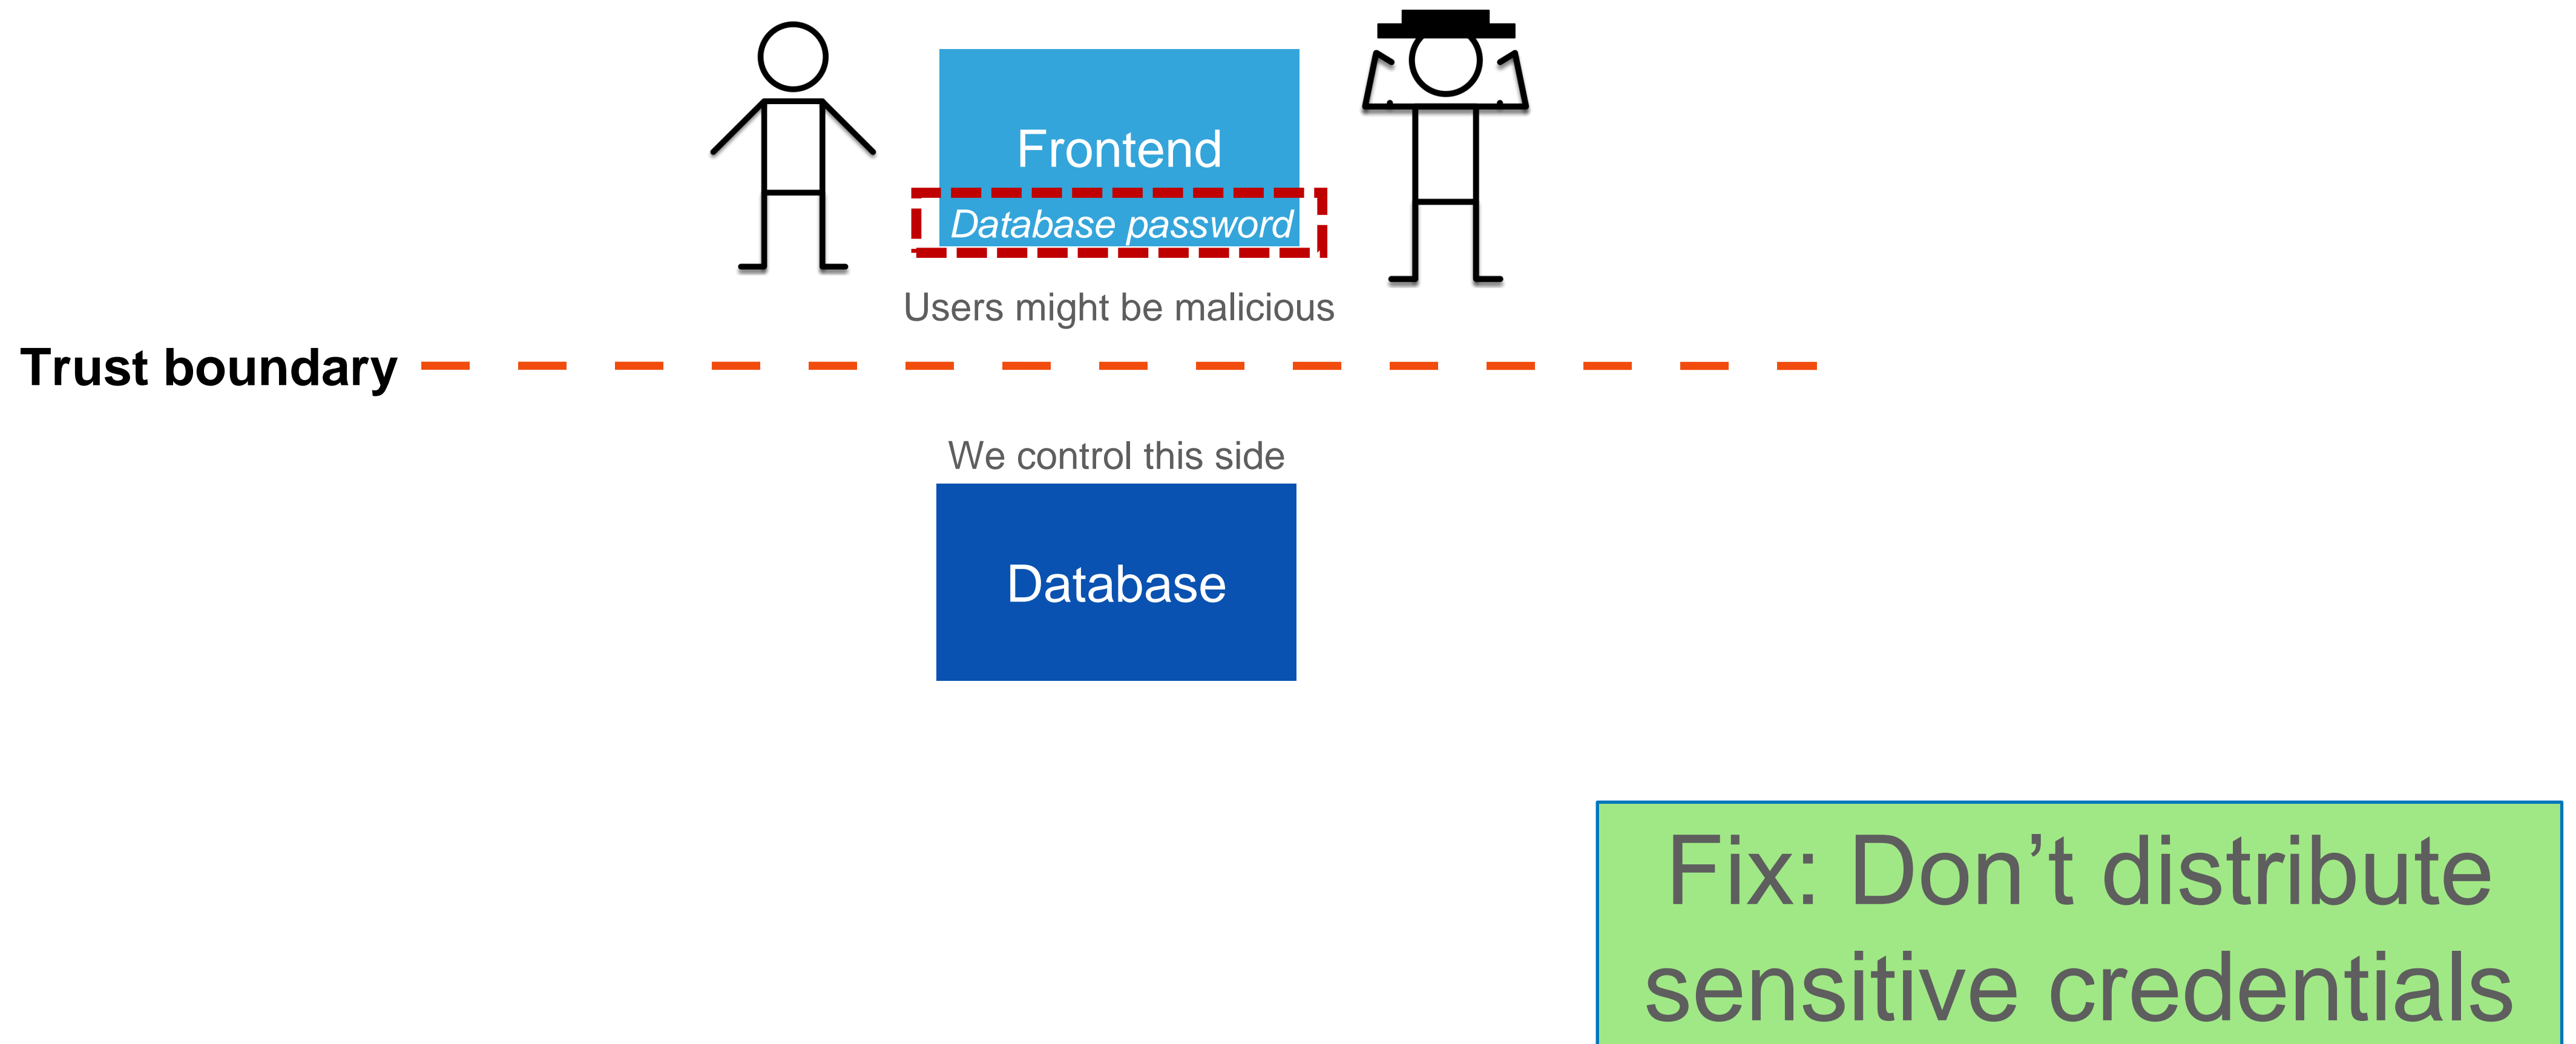 Frontend
Database password
Users might be malicious
Trust boundary
We control this side
Database
Fix: Don’t distribute
sensitive credentials